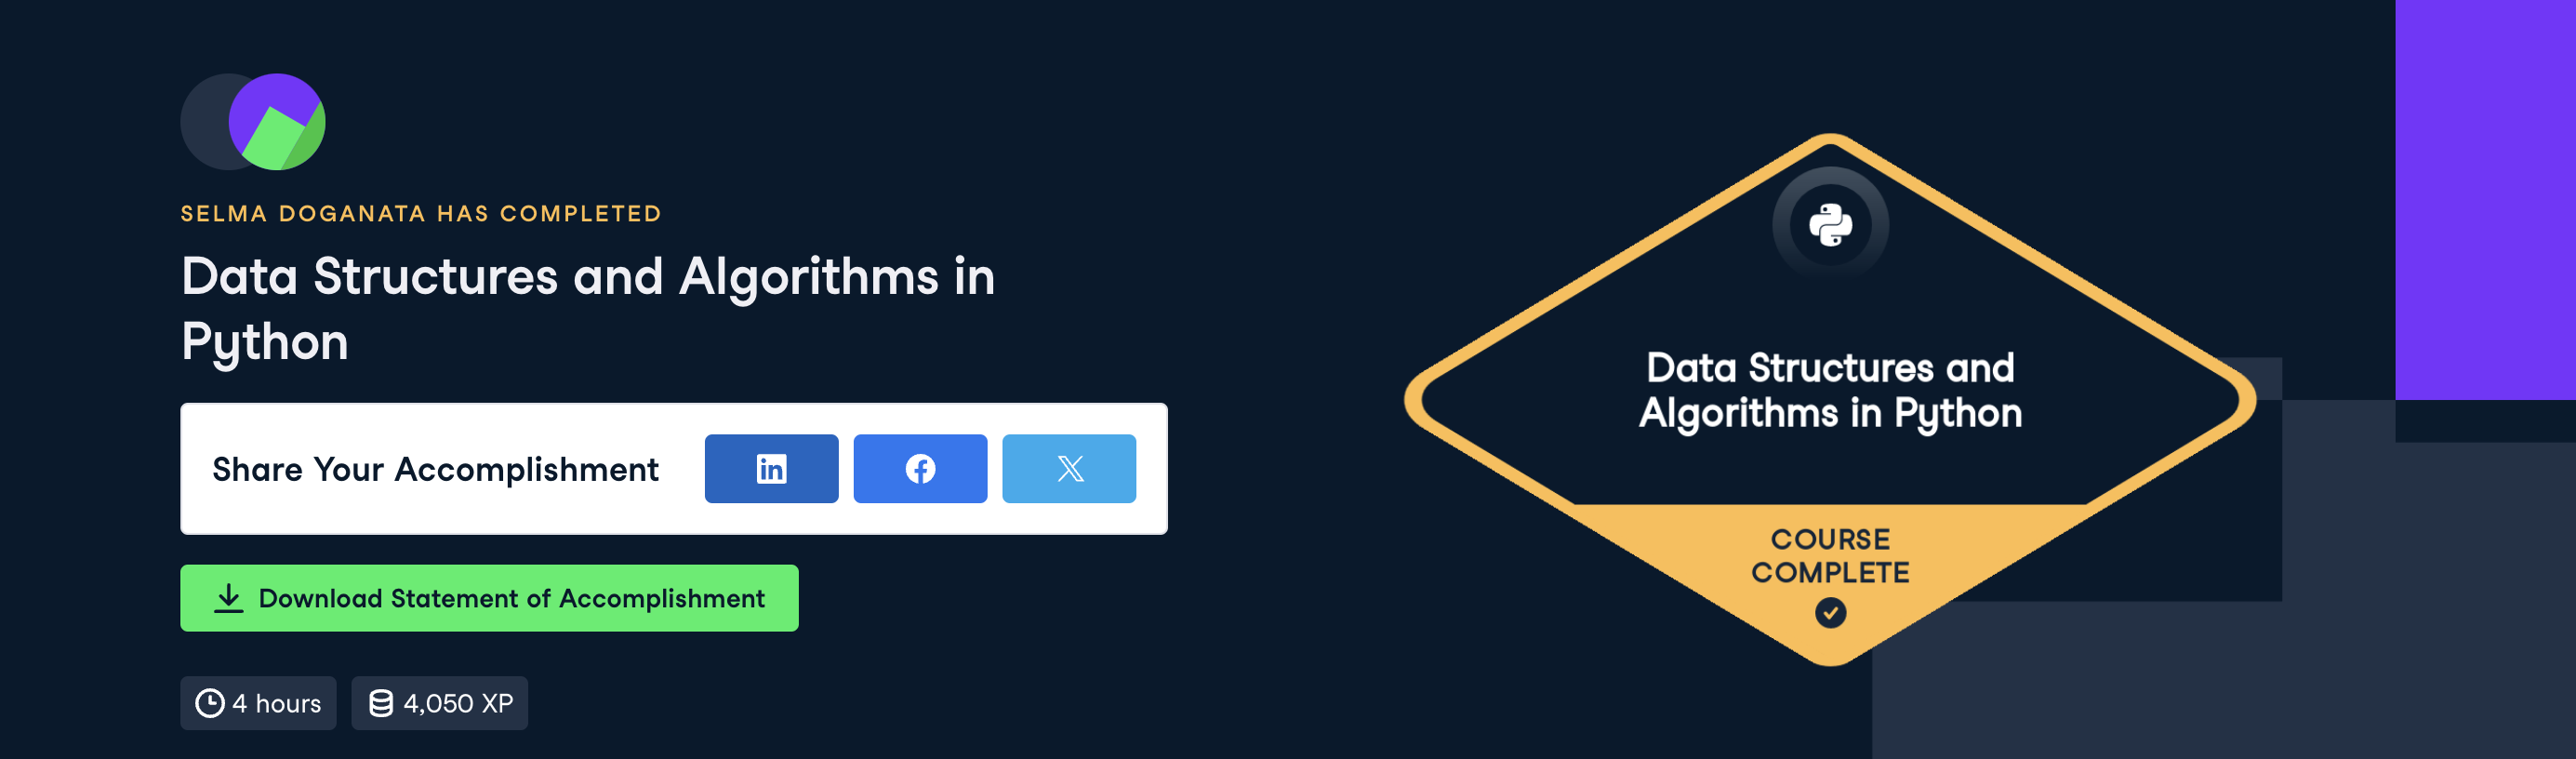 SELMA DOGANATA HAS COMPLETED
Data Structures and Algorithms in
Python
Share Your Accomplishment
Download Statement of Accomplishment
4 hours
4,050 XP
Data Structures and
Algorithms in Python
COURSE
COMPLETE